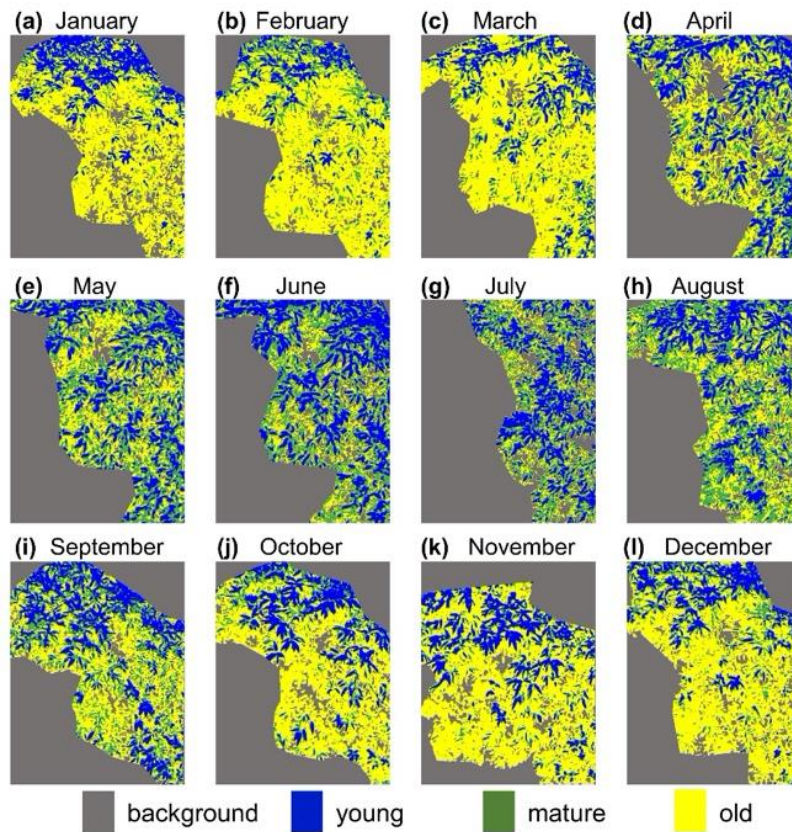 (a) January (b) February (c) March (d) April
(e) May (f) June (g) July (h) August
(i) September (j) October (k) November (l) December
background young mature old